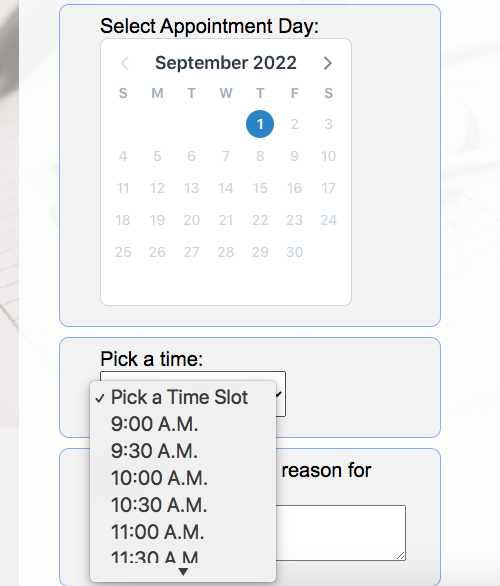 Select Appointment Day:
September 2022
S M T W T F S
1 2 3
4 5 6 7 8 9 10
11 12 13 14 15 16 17
18 19 20 21 22 23 24
25 26 27 28 29 30
Pick a time:
✓ Pick a Time Slot
9:00 A.M.
9:30 A.M.
10:00 A.M.
reason for
10:30 A.M.
11:00 A.M.
11:30 A.M